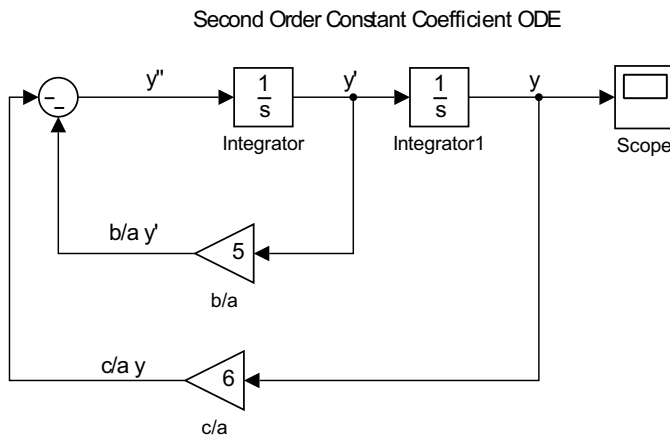 Second Order Constant Coefficient ODE
y'' y' y
1
s
1
s
Integrator Integrator1 Scope
b/a y' 5
b/a
c/a y 6
c/a